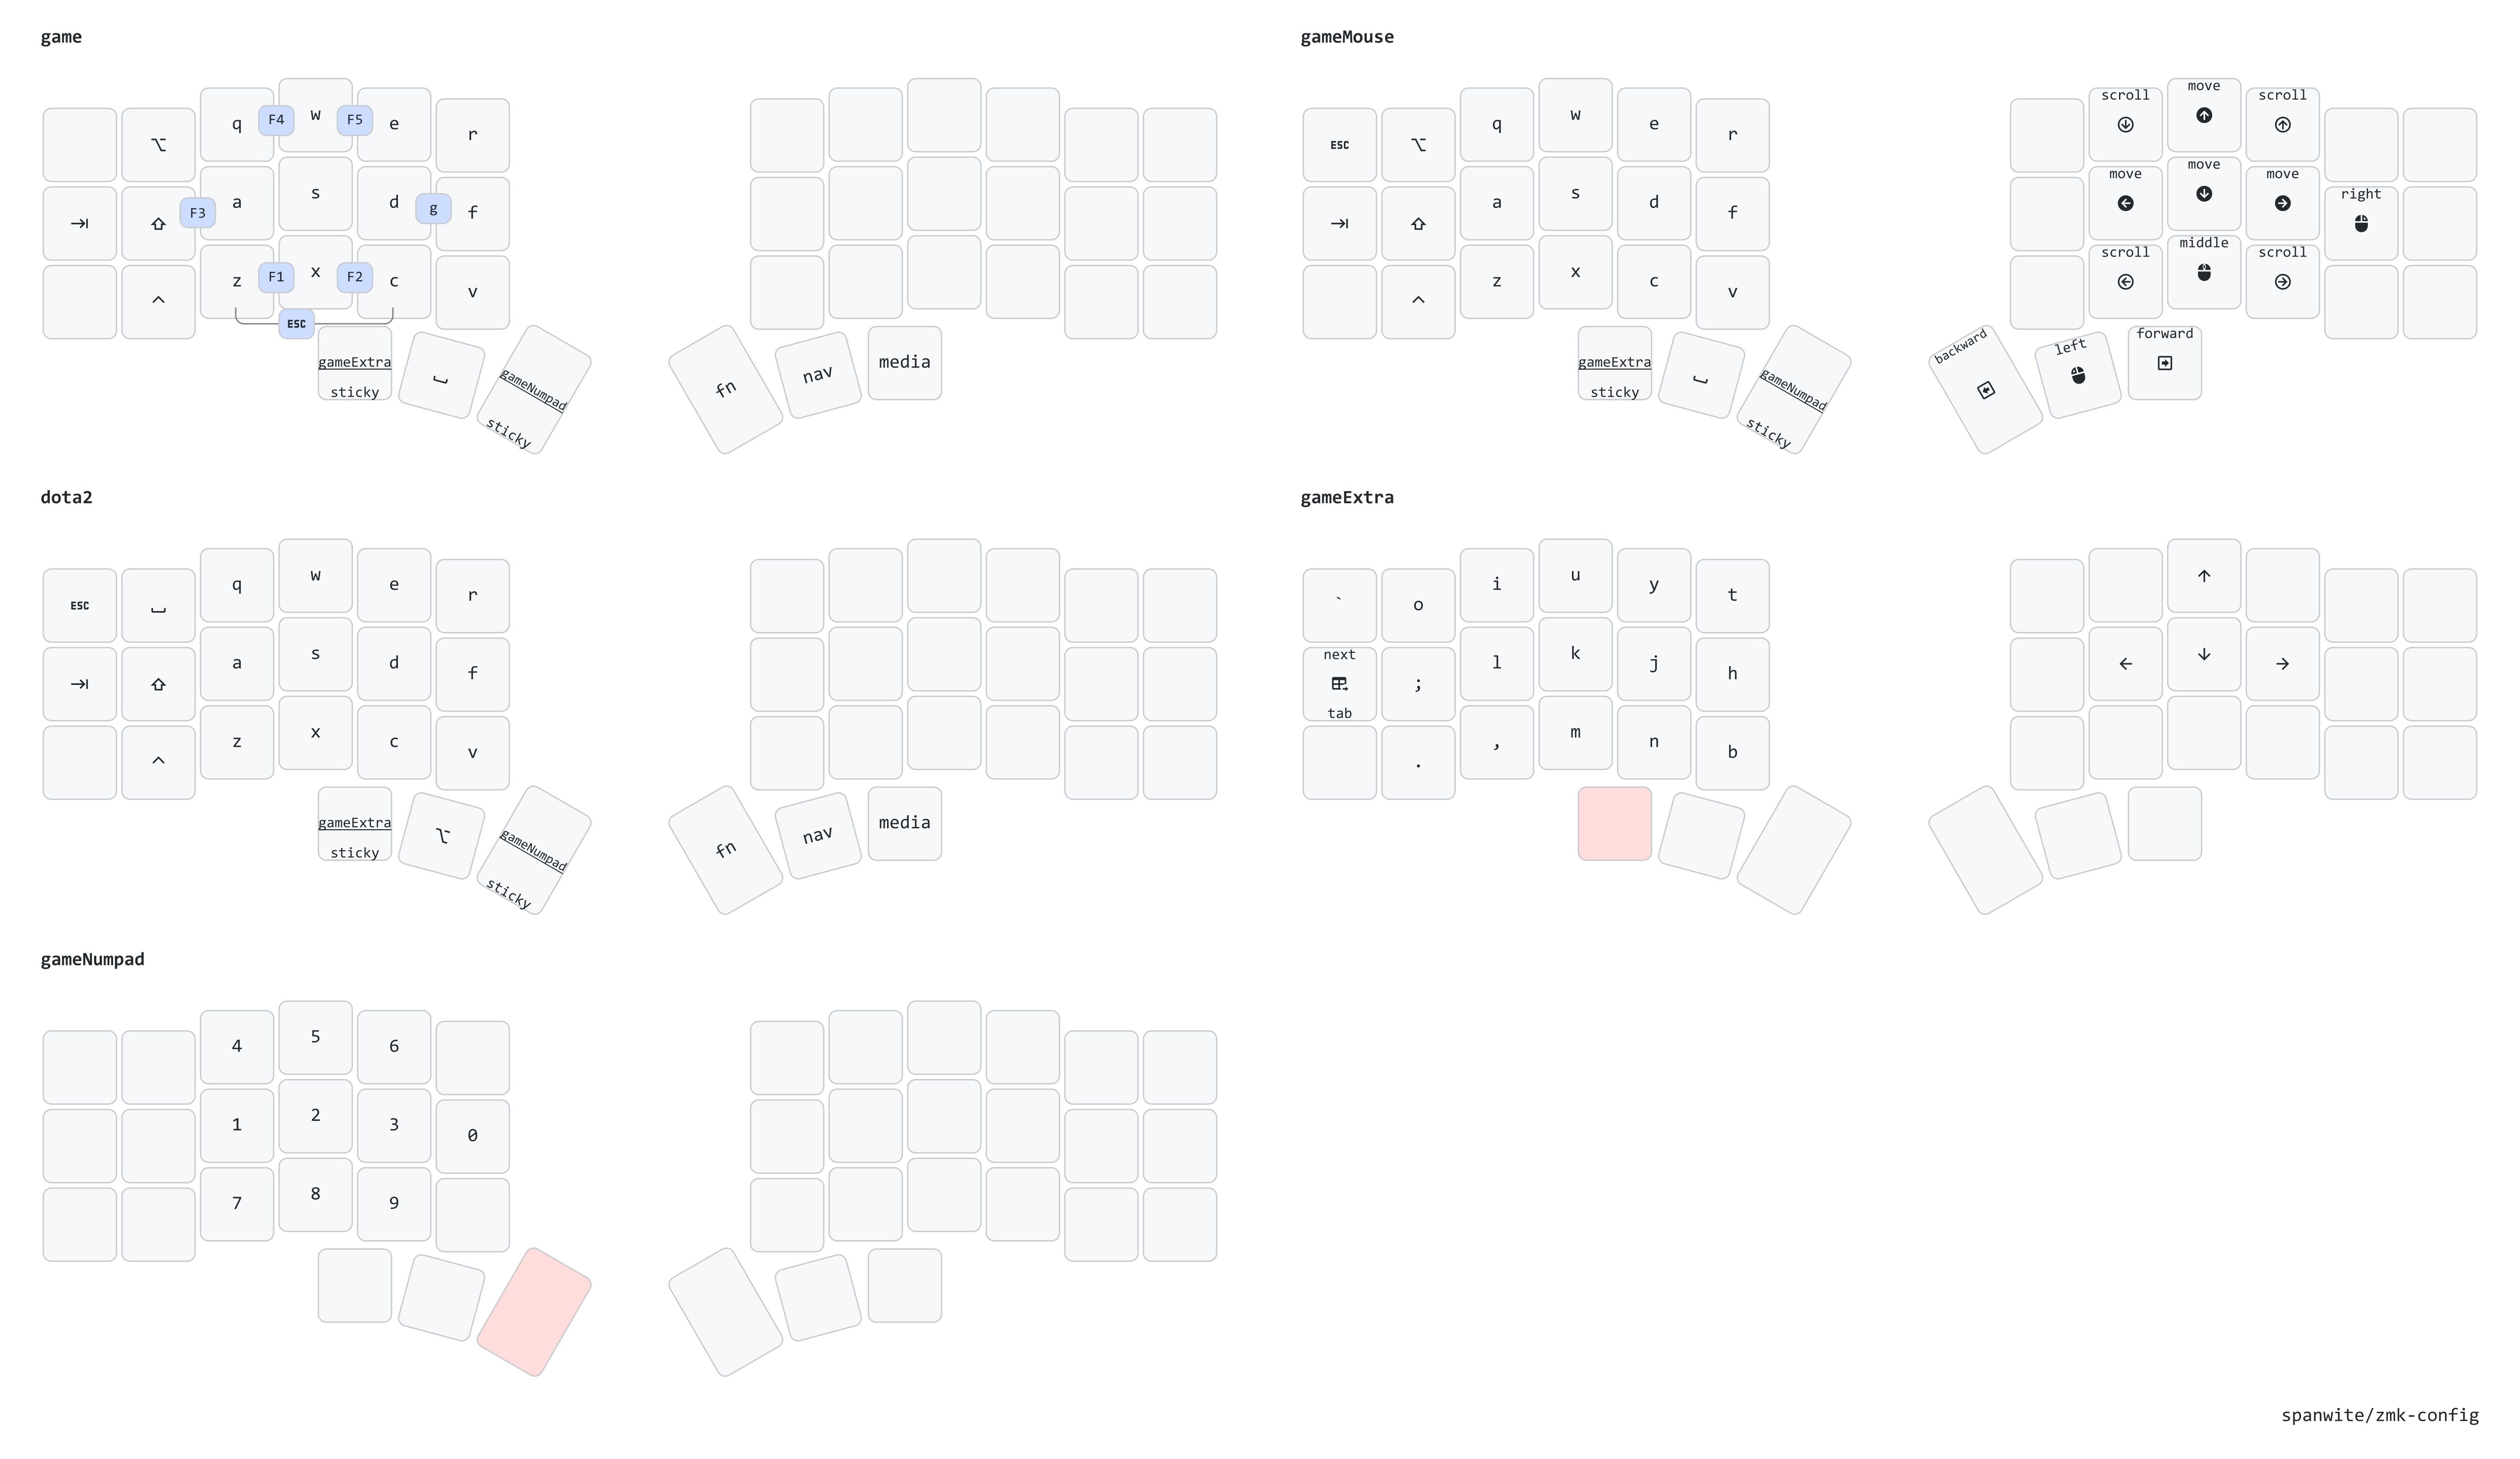 game
gameMouse
q F4 w F5 e
r
a s d g f
F3
z F1 x F2 c
v
ESC
gameExtra
sticky
gameNumpad
sticky
fn nav media
ESC q w e r
a s d f
z x c v
gameExtra
sticky
gameNumpad
sticky
scroll move scroll
move move move right
scroll middle scroll
backward left forward
dota2
gameExtra
ESC q w e r
a s d f
^ z x c v
gameExtra
sticky
gameNumpad
sticky
fn nav media
` o i u y t
next
tab
; l k j h
. , m n b
gameNumpad
4 5 6
1 2 3 0
7 8 9
spanwite/zmk-config